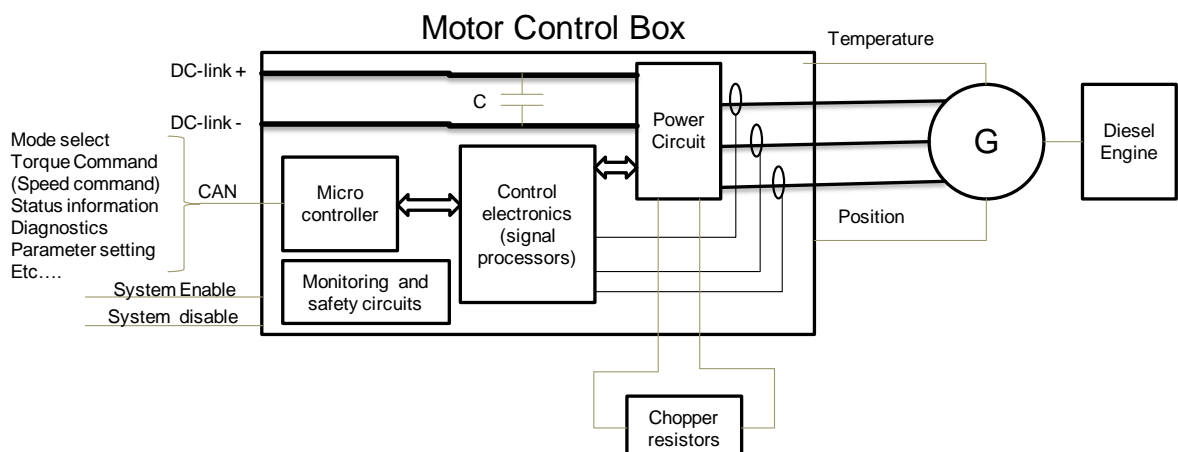 Motor Control Box
Temperature
DC-link +
C
DC-link -
Power
Circuit
G
Diesel
Engine
Mode select
Torque Command
(Speed command)
Status information
Diagnostics
Parameter setting
Etc….
CAN
Micro
controller
Control
electronics
(signal
processors)
Position
Monitoring and
safety circuits
System Enable
System disable
Chopper
resistors